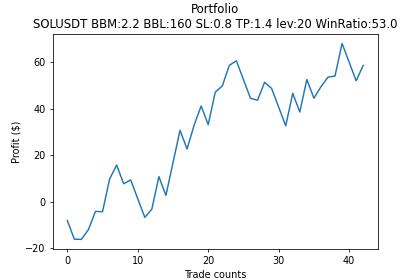 Portfolio
SOLUSDT BBM:2.2 BBL:160 SL:0.8 TP:1.4 lev:20 WinRatio:53.0
60
40
20
0
−20
Profit ($)
0
10
20
30
40
Trade counts